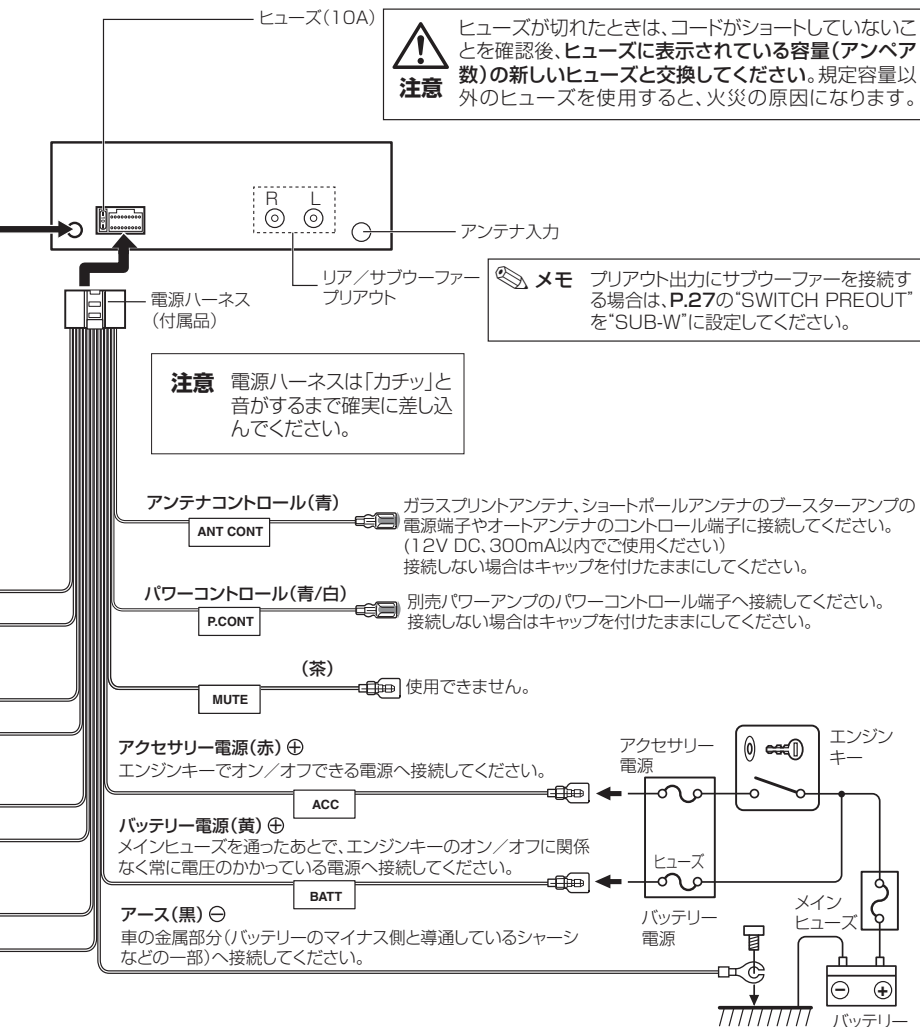 ヒューズ(10A)
注意
ヒューズが切れたときは、コードがショートしていないこ
とを確認後、ヒューズに表示されている容量(アンペア
数)の新しいヒューズと交換してください。規定容量以
外のヒューズを使用すると、火災の原因になります。
R L
アンテナ入力
リア／サブウーファー
プリアウト
メモ プリアウト出力にサブウーファーを接続す
る場合は、P.27の“SWITCH PREOUT”
を“SUB-W”に設定してください。
電源ハーネス
(付属品)
注意 電源ハーネスは「カチッ」と
音がするまで確実に差し込
んでください。
アンテナコントロール(青)
ANT CONT
ガラスプリントアンテナ、ショートポールアンテナのブースターアンプの
電源端子やオートアンテナのコントロール端子に接続してください。
(12V DC、300mA以内でご使用ください)
接続しない場合はキャップを付けたままにしてください。
パワーコントロール(青/白)
P.CONT
別売パワーアンプのパワーコントロール端子へ接続してください。
接続しない場合はキャップを付けたままにしてください。
(茶)
MUTE
使用できません。
アクセサリー電源(赤)⊕
エンジンキーでオン／オフできる電源へ接続してください。
ACC
アクセサリー
電源
エンジン
キー
バッテリー電源(黄)⊕
メインヒューズを通ったあとで、エンジンキーのオン／オフに関係
なく常に電圧のかかっている電源へ接続してください。
BATT
ヒューズ
バッテリー
電源
メイン
ヒューズ
アース(黒)⊖
車の金属部分(バッテリーのマイナス側と導通しているシャーシ
などの一部)へ接続してください。
⊖ ⊕
バッテリー